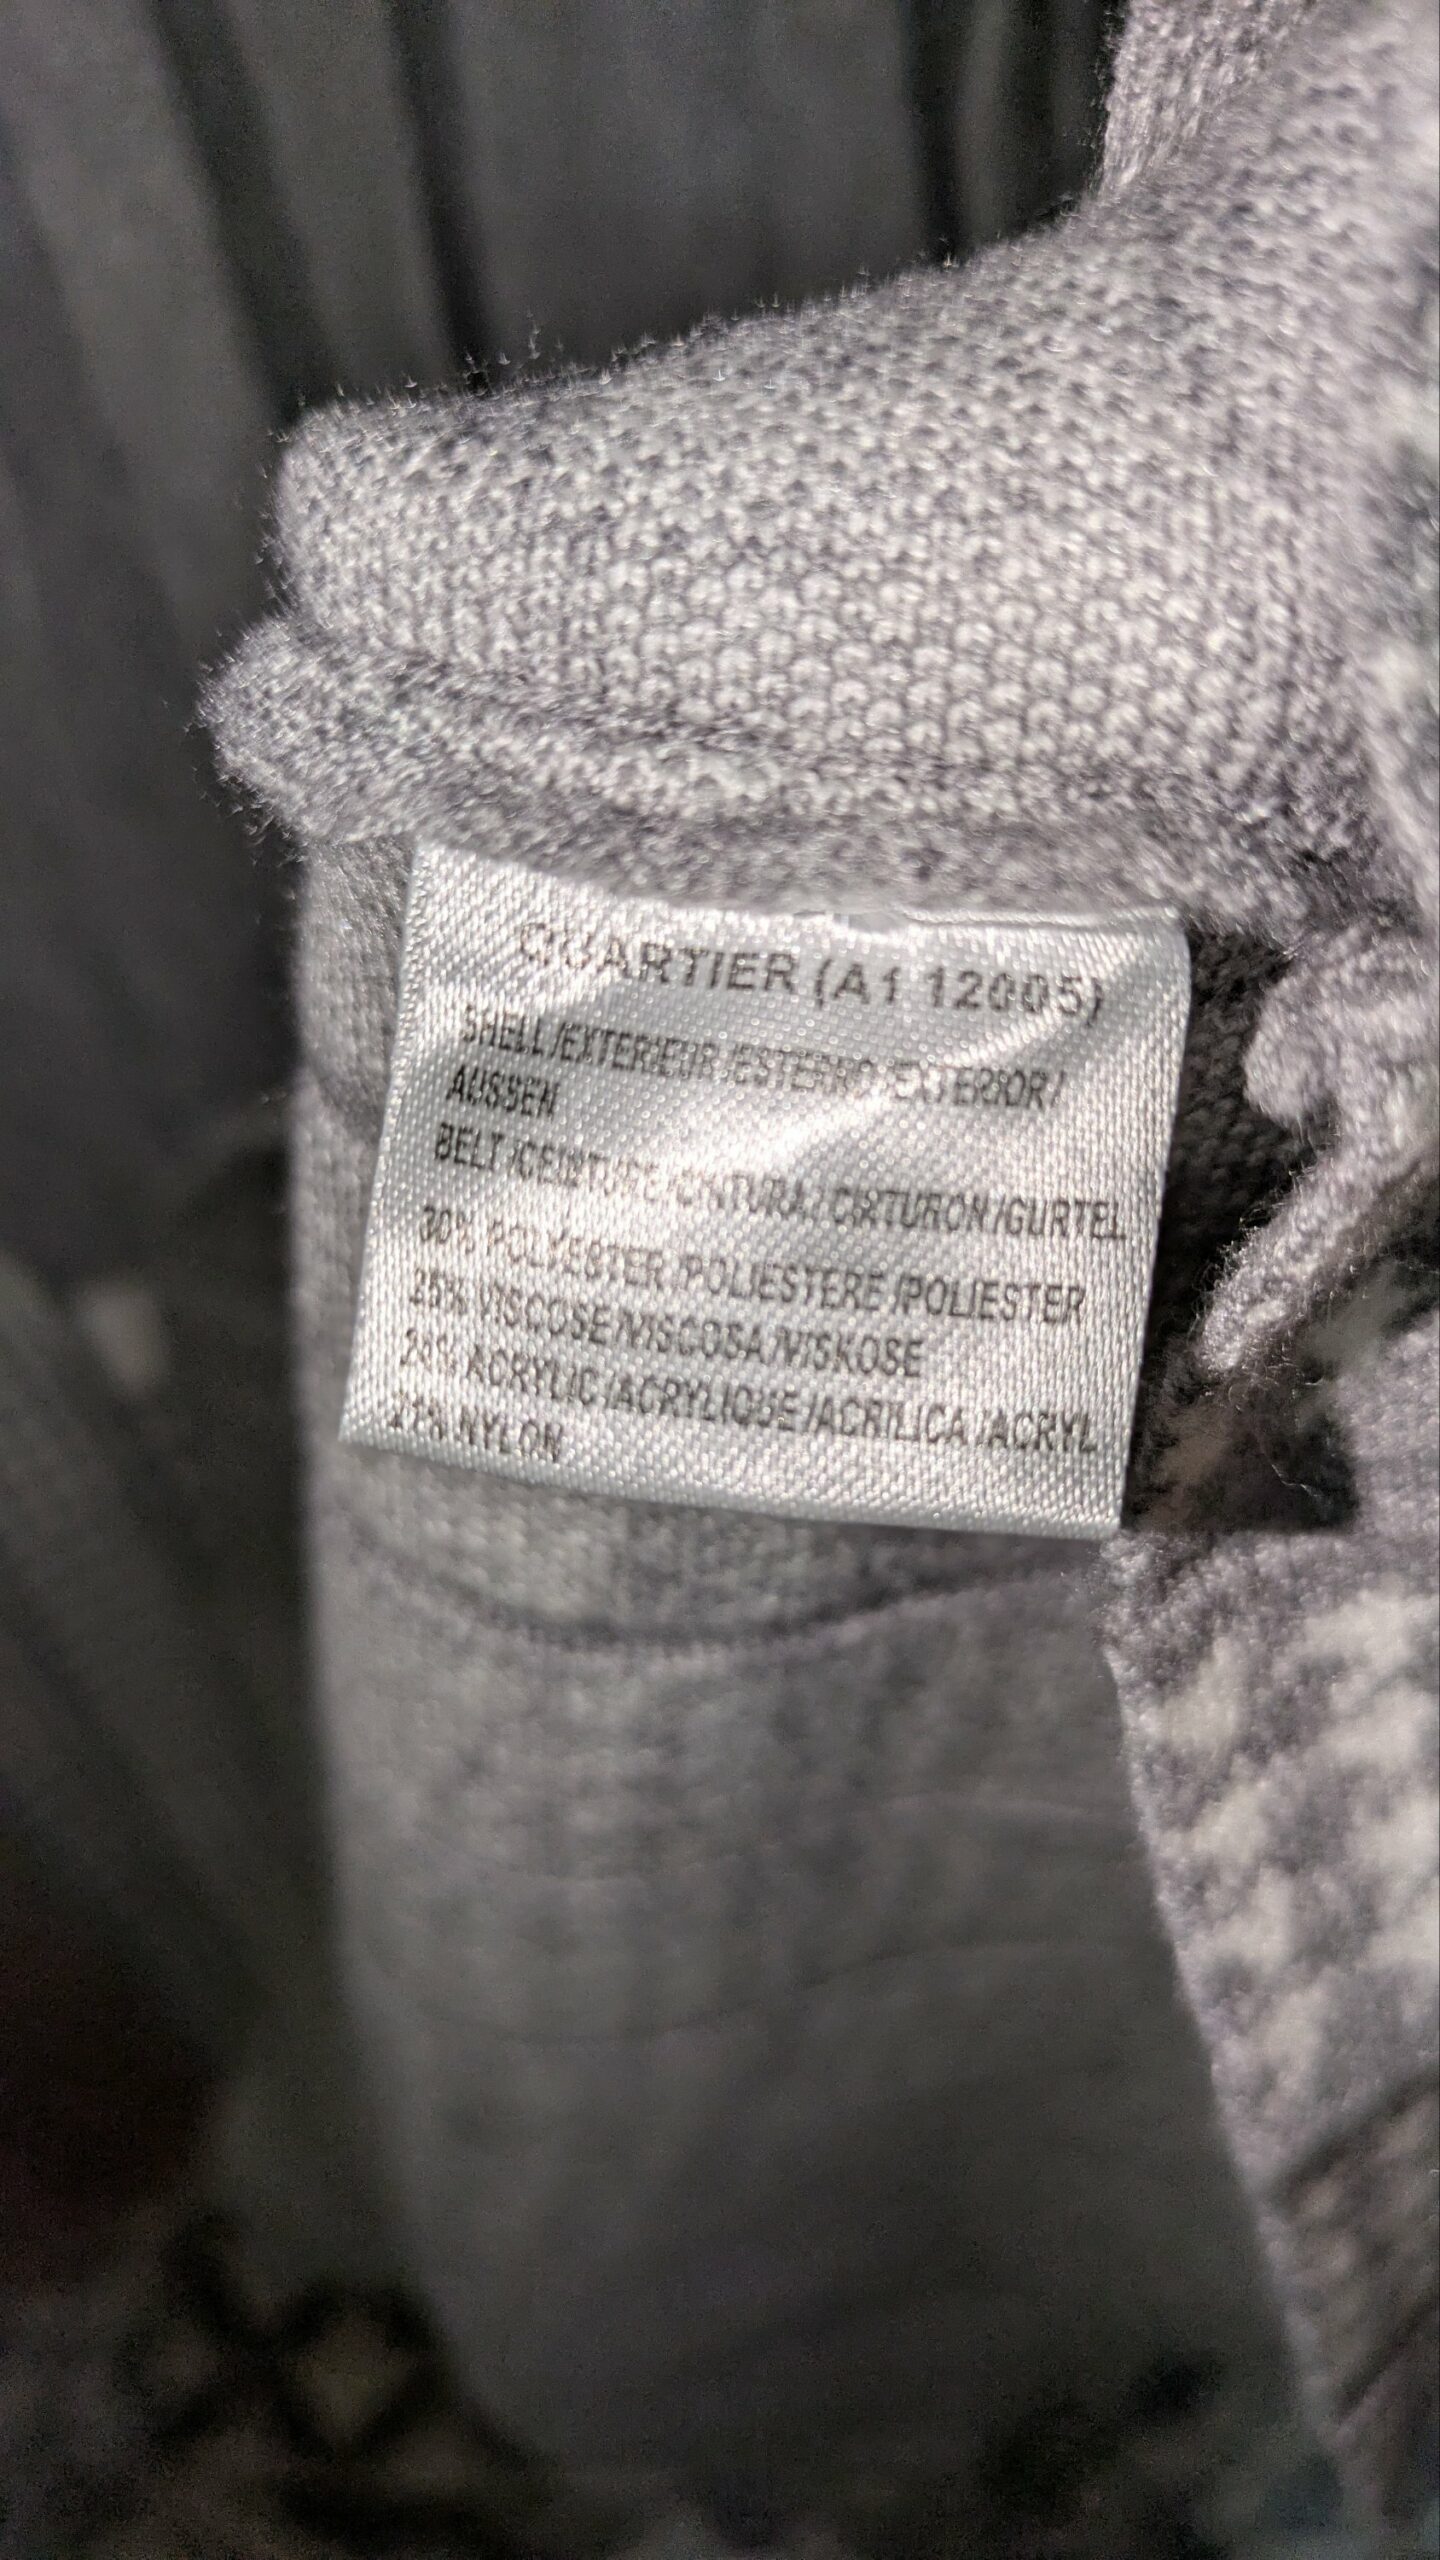 QUARTIER (A1 12005)
SHELL/EXTERIEUR/ESTERNO/EXTERIOR/
AUSSEN
BELT/CEINTURE/CINTURA/CINTURON/GURTEL
30% POLYESTER/POLIESTERE/POLIESTER
25% VISCOSE/VISCOSA/VISKOSE
ACRYLIC/ACRYLIQUE/ACRILICA/ACRYL
NYLON